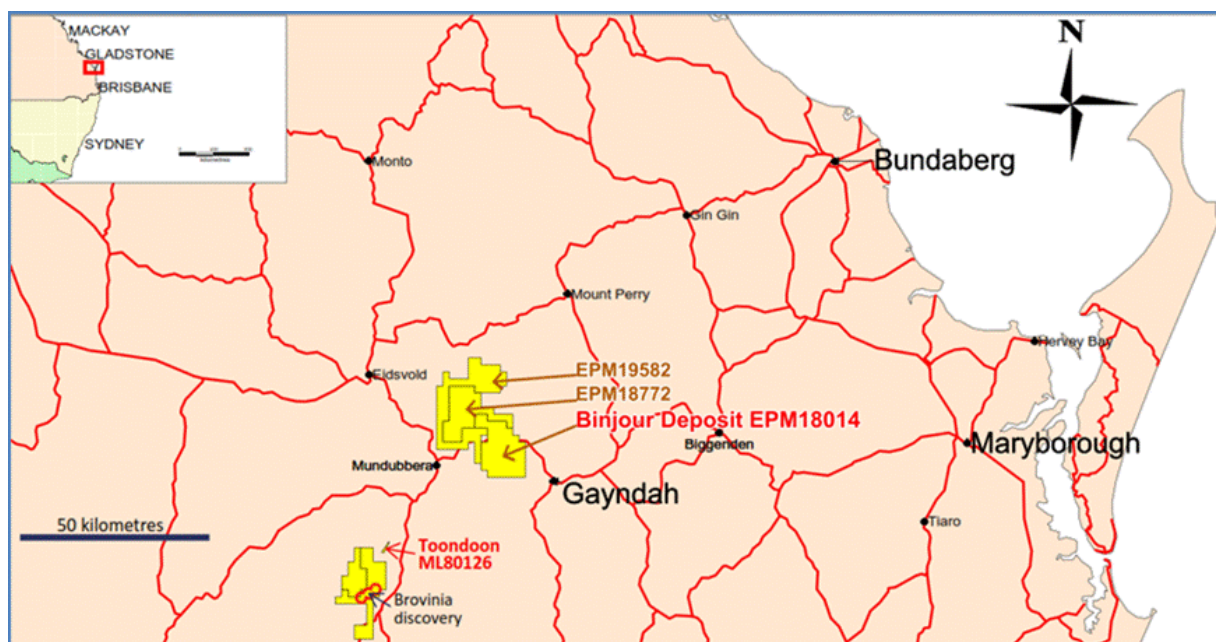 MACKAY
GLADSTONE
BRISBANE
SYDNEY
kilometres
N
Monto
Bundaberg
Gin Gin
Mount Perry
Hervey Bay
Eidsvold
EPM19582
EPM18772
Binjour Deposit EPM18014
Biggenden
Maryborough
Mundubbera
Gayndah
50 kilometres
Tiaro
Toondoon
ML80126
Brovinia
discovery